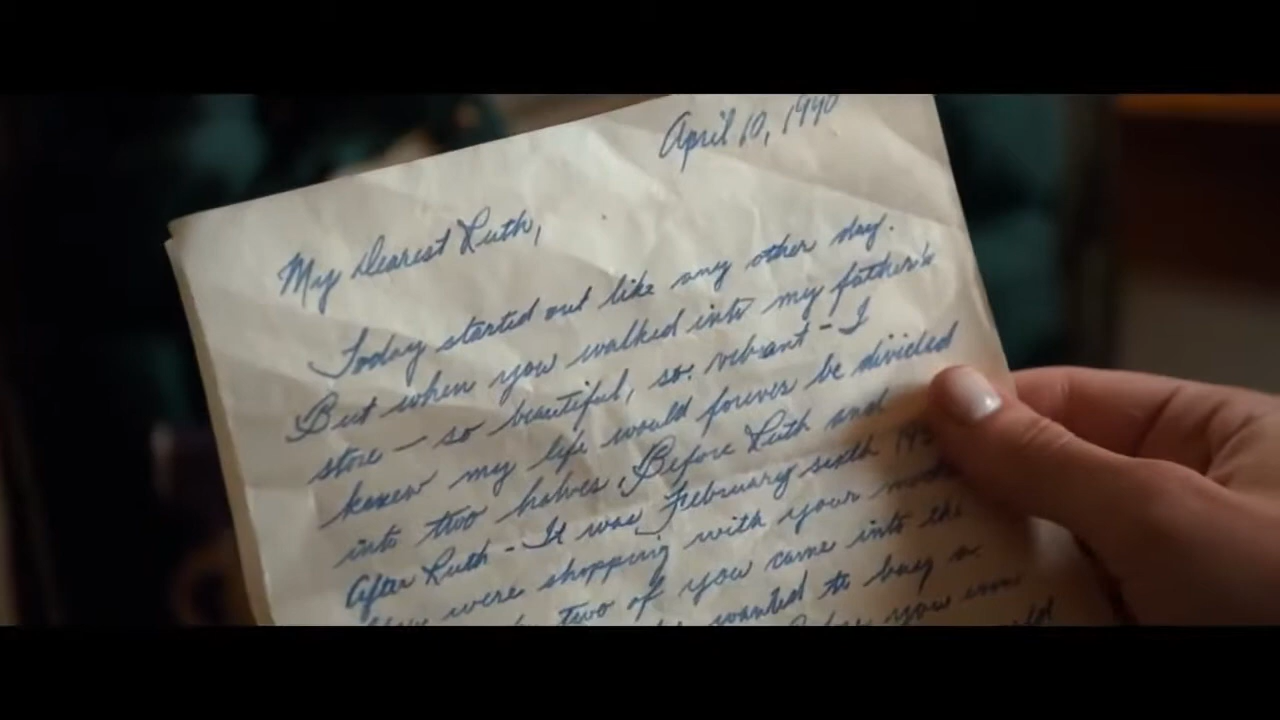 April 10, 1940
My Dearest Ruth,
Today started out like any other day.
But when you walked into my father's
store - so beautiful, so. vibrant - I
knew my life would forever be divided
into two halves. Before Ruth and
After Ruth - It was February sixth
were shopping with your
two of you came into the
wanted to buy a
you